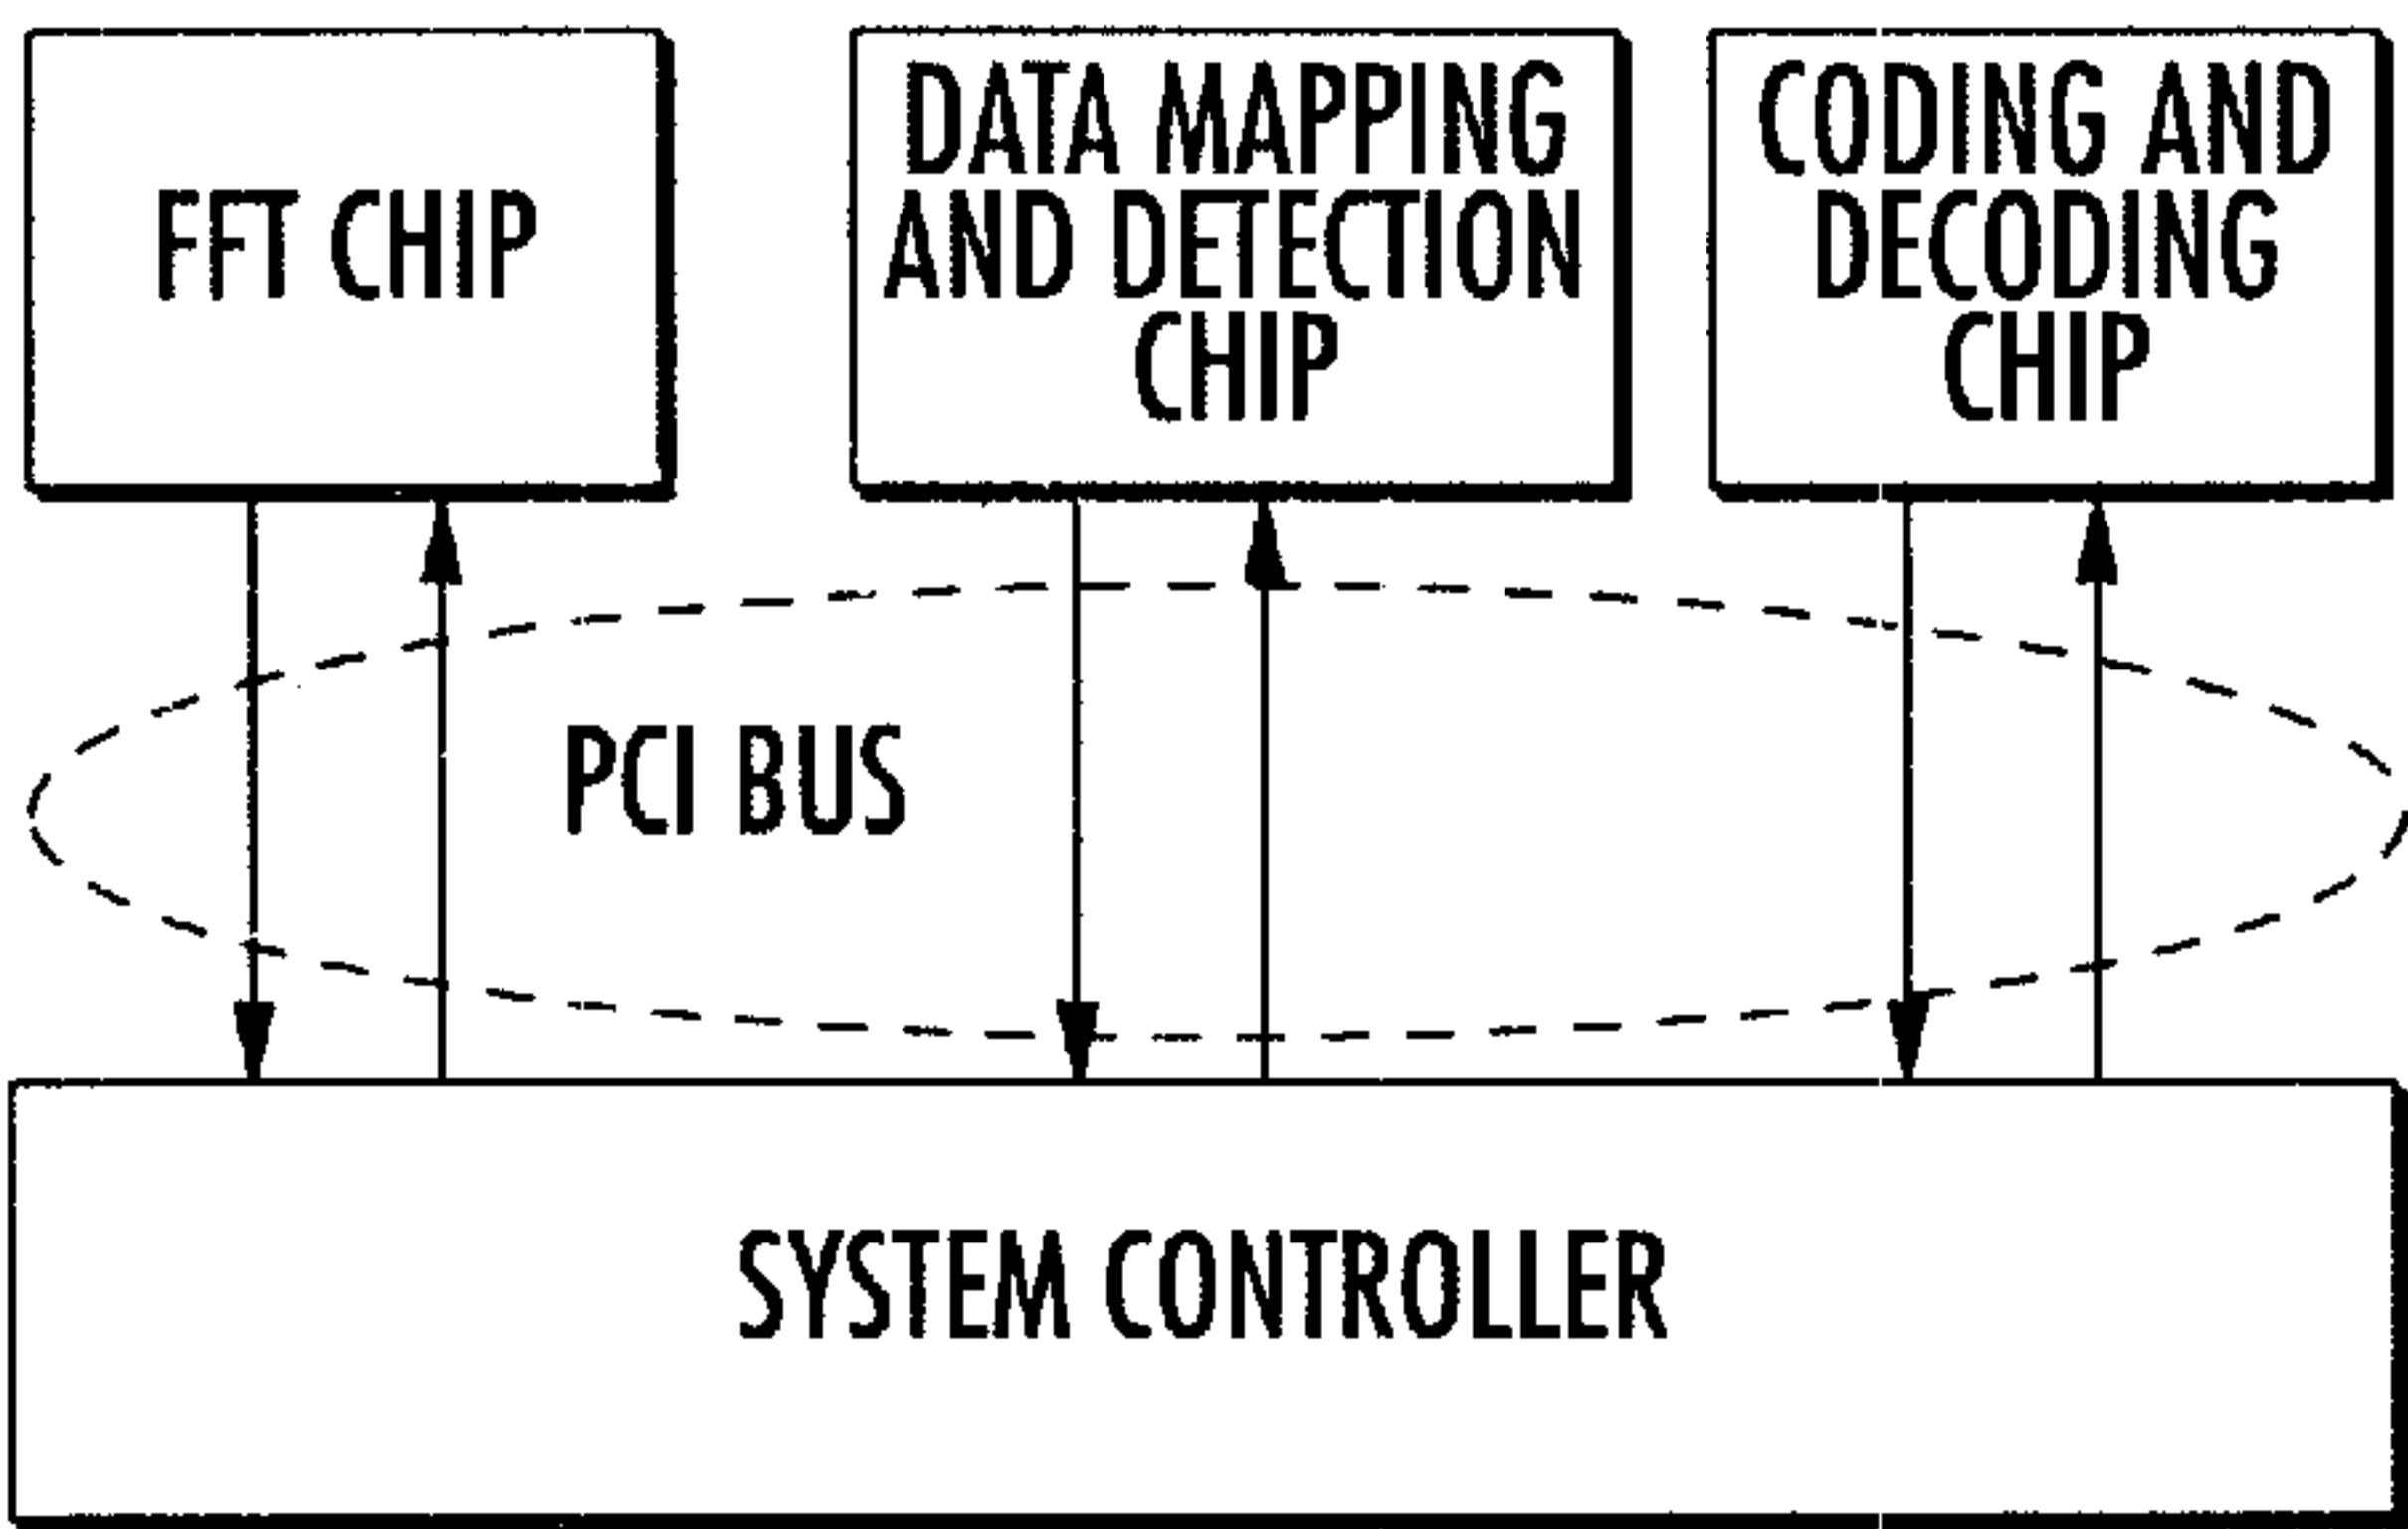 FFT CHIP
DATA MAPPING
AND DETECTION
CHIP
CODING AND
DECODING
CHIP
PCI BUS
SYSTEM CONTROLLER